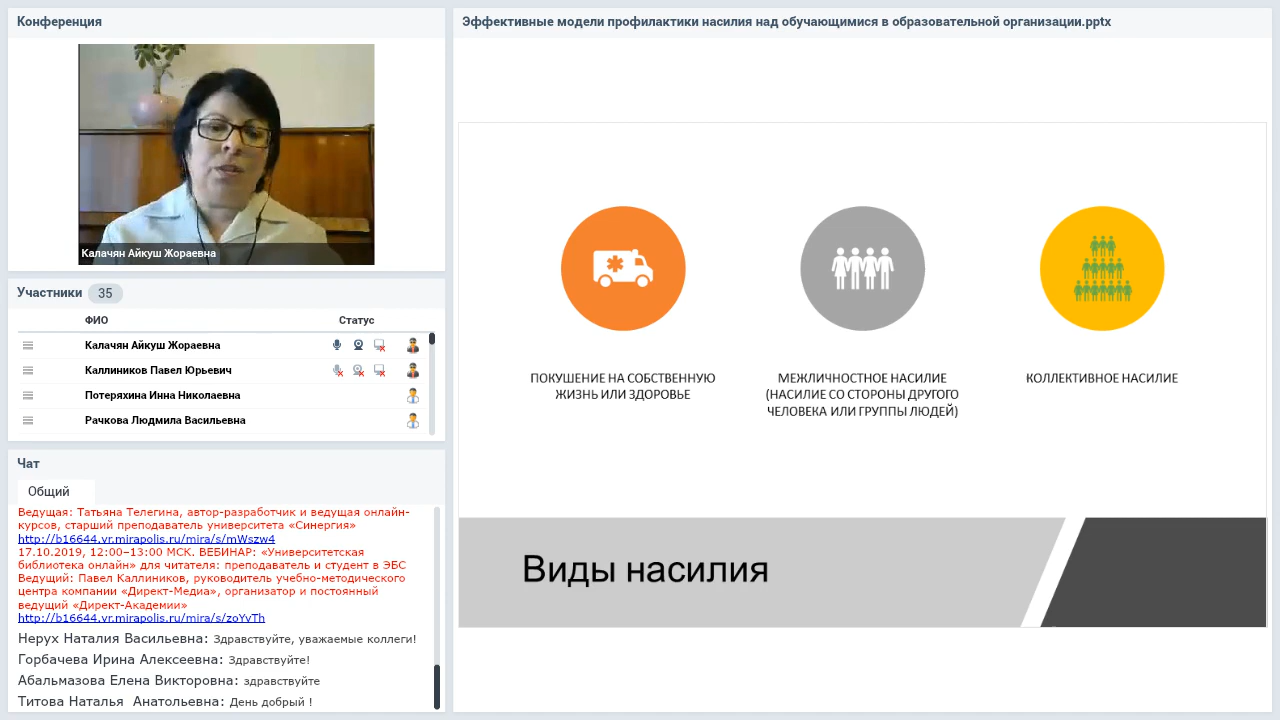 Конференция
Калачян Айкуш Жораевна
Участники 35
ФИО Статус
Калачян Айкуш Жораевна
Каллиников Павел Юрьевич
Потеряхина Инна Николаевна
Рачкова Людмила Васильевна
Чат
Общий
Ведущая: Татьяна Телегина, автор-разработчик и ведущая онлайн-
курсов, старший преподаватель университета «Синергия»
http://b16644.vr.mirapolis.ru/mira/s/mWszw4
17.10.2019, 12:00–13:00 МСК. ВЕБИНАР: «Университетская
библиотека онлайн» для читателя: преподаватель и студент в ЭБС
Ведущий: Павел Каллиников, руководитель учебно-методического
центра компании «Директ-Медиа», организатор и постоянный
ведущий «Директ-Академии»
http://b16644.vr.mirapolis.ru/mira/s/zoYvTh
Нерух Наталия Васильевна: Здравствуйте, уважаемые коллеги!
Горбачева Ирина Алексеевна: Здравствуйте!
Абальмазова Елена Викторовна: здравствуйте
Титова Наталья  Анатольевна: День добрый !
Эффективные модели профилактики насилия над обучающимися в образовательной организации.pptx
ПОКУШЕНИЕ НА СОБСТВЕННУЮ
ЖИЗНЬ ИЛИ ЗДОРОВЬЕ
МЕЖЛИЧНОСТНОЕ НАСИЛИЕ
(НАСИЛИЕ СО СТОРОНЫ ДРУГОГО
ЧЕЛОВЕКА ИЛИ ГРУППЫ ЛЮДЕЙ)
КОЛЛЕКТИВНОЕ НАСИЛИЕ
Виды насилия